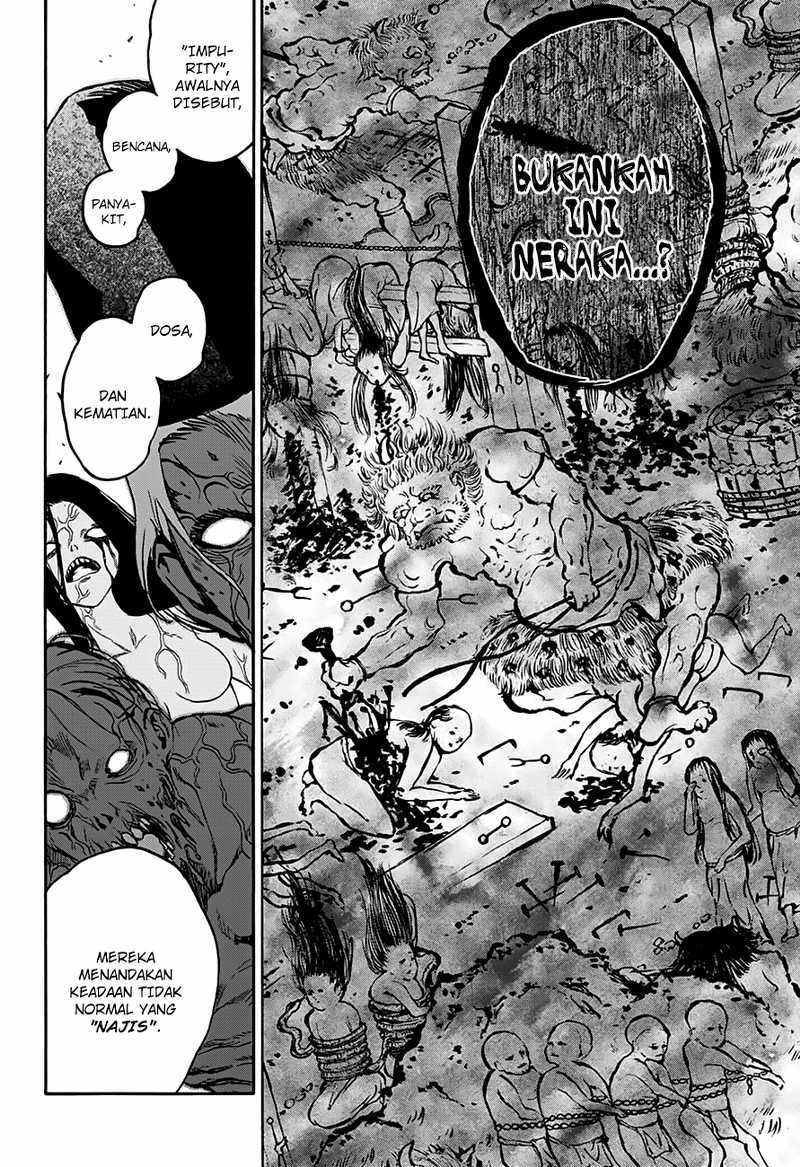 BUKANKAH
INI
NERAKA...?
"IMPU-
RITY",
AWALNYA
DISEBUT,
BENCANA,
PANYA-
KIT,
DOSA,
DAN
KEMATIAN.
MEREKA
MENANDAKAN
KEADAAN TIDAK
NORMAL YANG
"NAJIS".